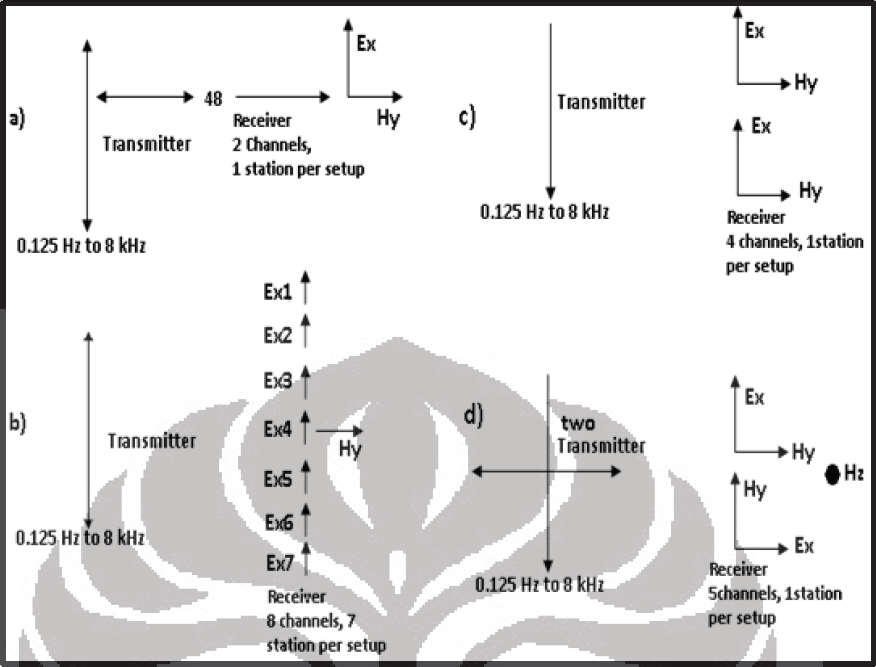 a)
Transmitter
0.125 Hz to 8 kHz
48
Receiver
2 Channels,
1 station per setup
Ex
Hy
b)
Transmitter
0.125 Hz to 8 kHz
Ex1
Ex2
Ex3
Ex4
Hy
Ex5
Ex6
Ex7
Receiver
8 channels, 7
station per setup
c)
Transmitter
0.125 Hz to 8 kHz
Ex
Hy
Ex
Hy
Receiver
4 channels, 1station
per setup
d)
two
Transmitter
0.125 Hz to 8 kHz
Ex
Hy
Hz
Hy
Ex
Receiver
5channels, 1station
per setup